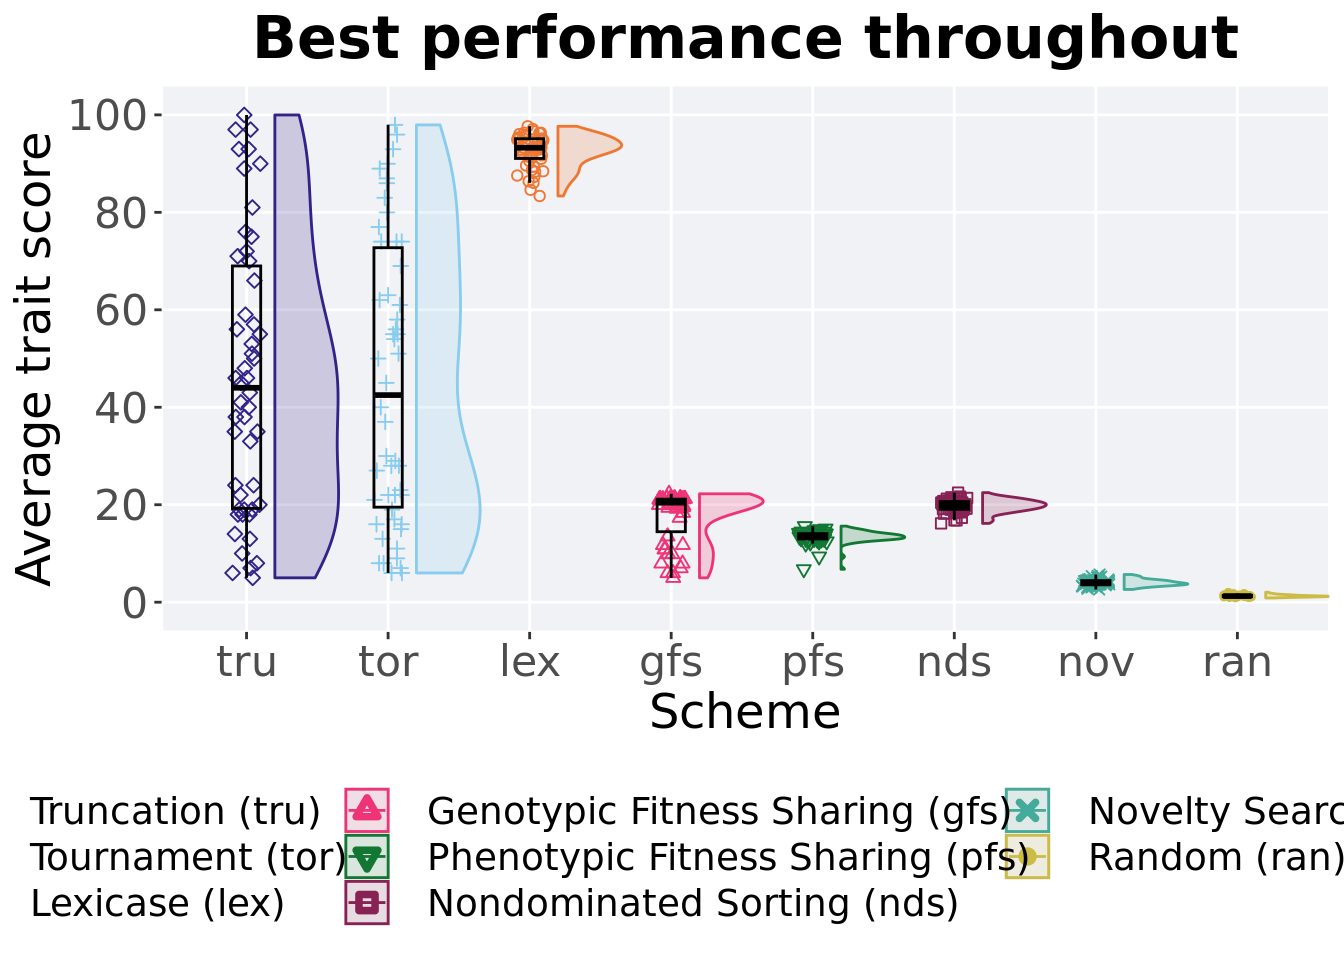 Best performance throughout
Average trait score
100
80
60
40
20
0
tru tor lex gfs pfs nds nov ran
Scheme
Truncation (tru) Genotypic Fitness Sharing (gfs) Novelty
Tournament (tor) Phenotypic Fitness Sharing (pfs) Random (ran)
Lexicase (lex) Nondominated Sorting (nds)